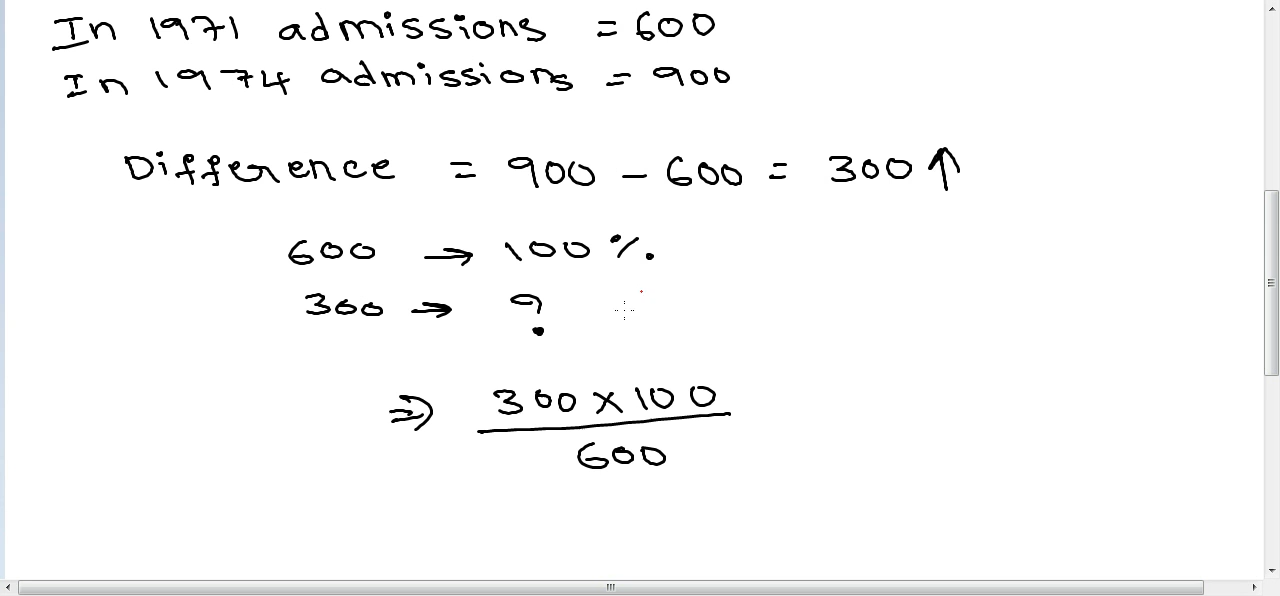 In 1971 admissions = 600
In 1974 admissions = 900
Difference = 900 - 600 = 300 ↑
600 → 100 %.
300 → ?
⇒ 300 × 100
600